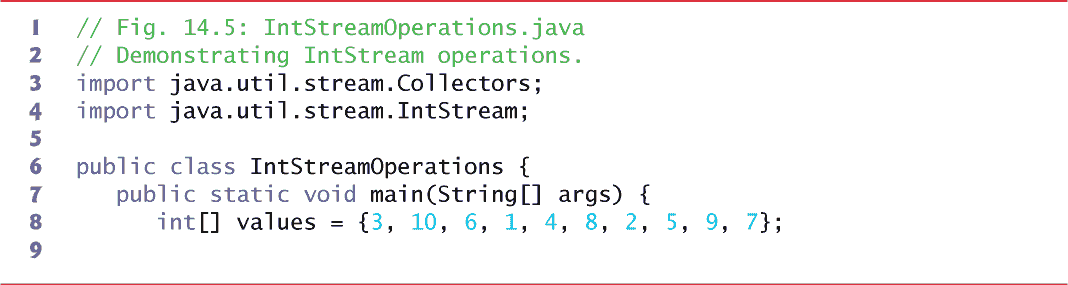 1 // Fig. 14.5: IntStreamOperations.java
2 // Demonstrating IntStream operations.
3 import java.util.stream.Collectors;
4 import java.util.stream.IntStream;
5
6 public class IntStreamOperations {
7 public static void main(String[] args) {
8 int[] values = {3, 10, 6, 1, 4, 8, 2, 5, 9, 7};
9